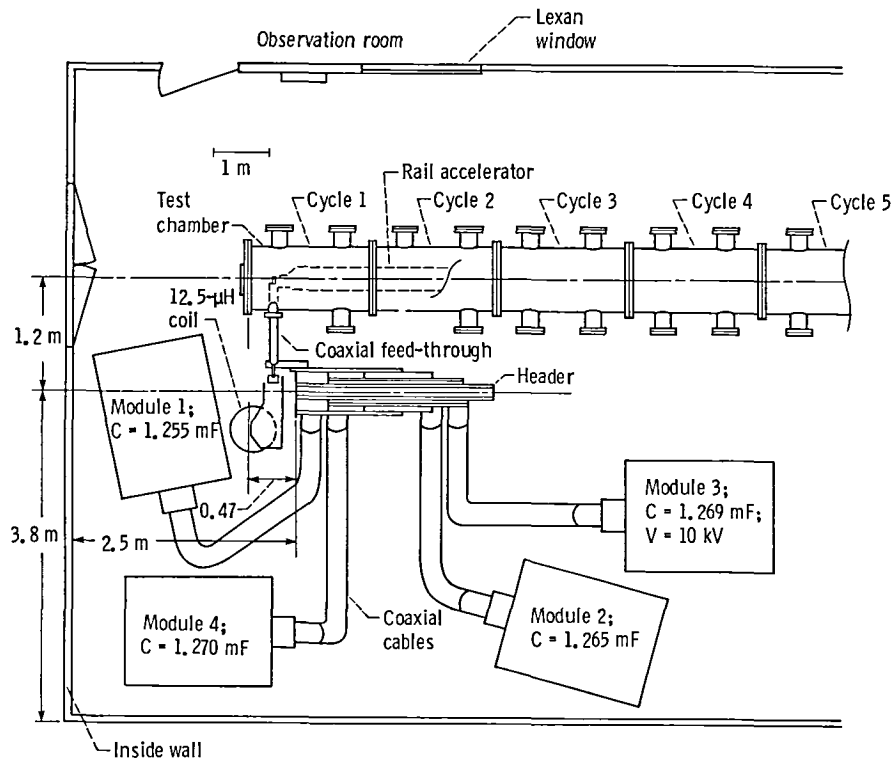 Observation room
Lexan
window
1 m
Rail accelerator
Test
chamber
Cycle 1
Cycle 2
Cycle 3
Cycle 4
Cycle 5
12.5-μH
coil
1.2 m
Coaxial feed-through
Header
Module 1;
C = 1.255 mF
0.47
Module 3;
C = 1.269 mF;
V = 10 kV
3.8 m
2.5 m
Module 4;
C = 1.270 mF
Coaxial
cables
Module 2;
C = 1.265 mF
Inside wall